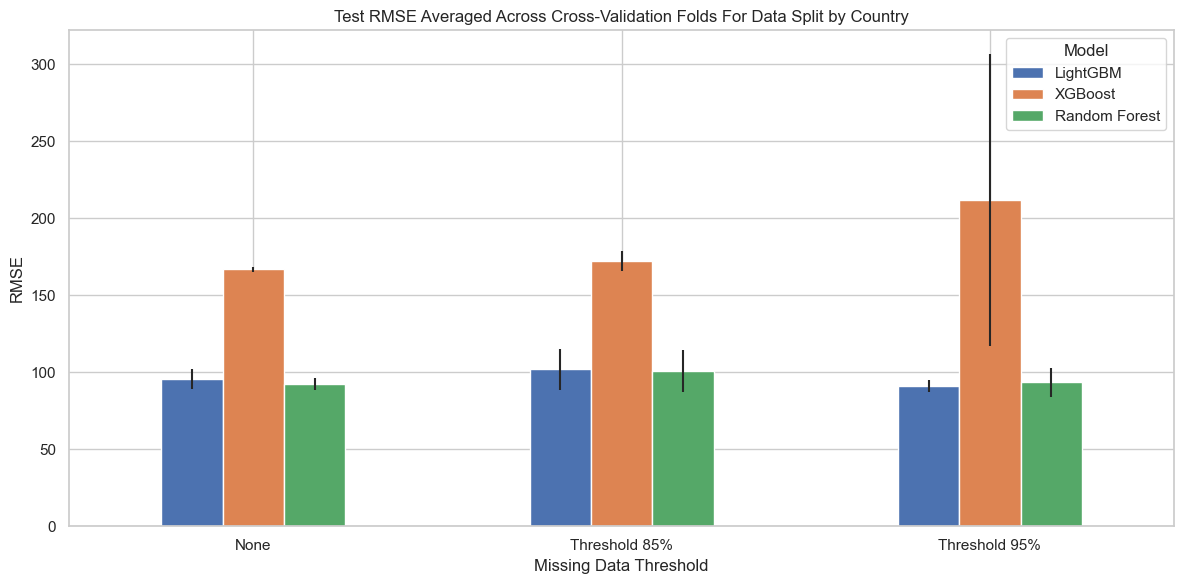 Test RMSE Averaged Across Cross-Validation Folds For Data Split by Country
Model
LightGBM
XGBoost
Random Forest
RMSE
300
250
200
150
100
50
0
None
Threshold 85%
Threshold 95%
Missing Data Threshold